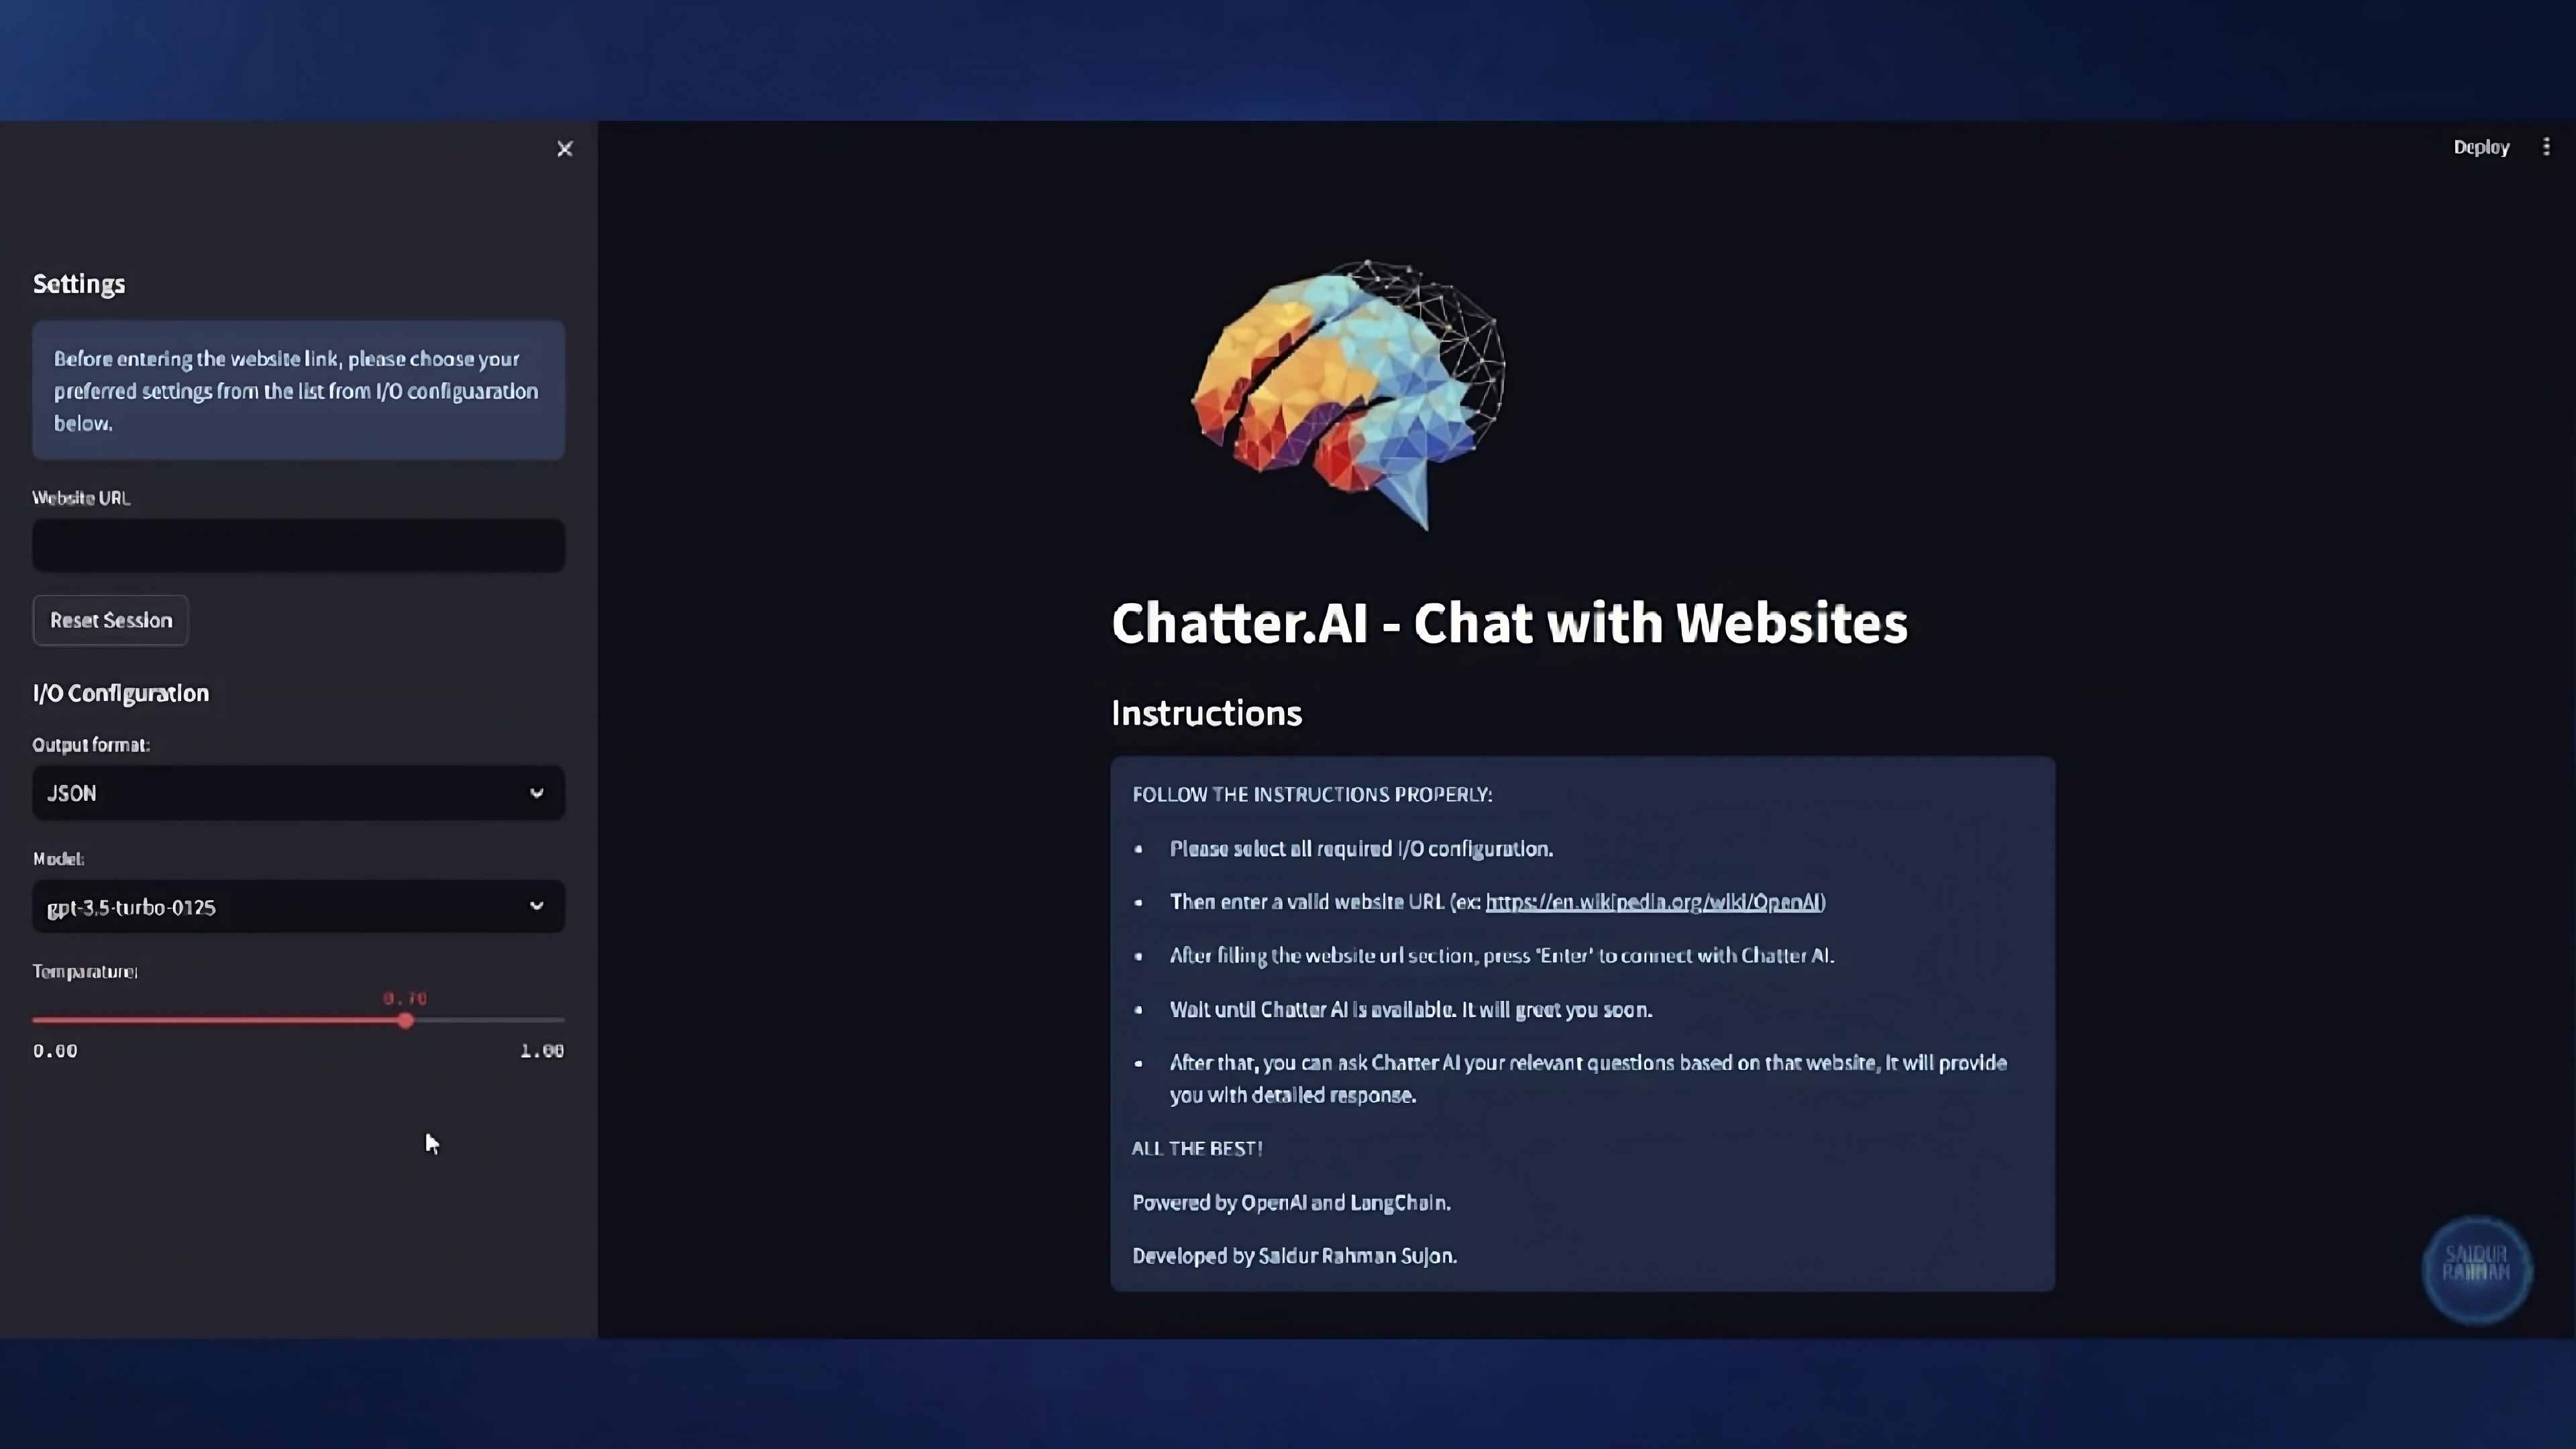 Deploy
Settings
Before entering the website link, please choose your
preferred settings from the list from I/O configuaration
below.
Website URL
Reset Session
I/O Configuration
Output format:
JSON
Model:
gpt-3.5-turbo-0125
Temparature:
0.70
0.00
1.00
Chatter.AI - Chat with Websites
Instructions
FOLLOW THE INSTRUCTIONS PROPERLY:
• Please select all required I/O configuration.
• Then enter a valid website URL (ex: https://en.wikipedia.org/wiki/OpenAI)
• After filling the website url section, press 'Enter' to connect with Chatter AI.
• Wait until Chatter AI is available. It will greet you soon.
• After that, you can ask Chatter AI your relevant questions based on that website, It will provide
you with detailed response.
ALL THE BEST!
Powered by OpenAI and LangChain.
Developed by Saidur Rahman Sujon.
SAIDUR
RAHMAN